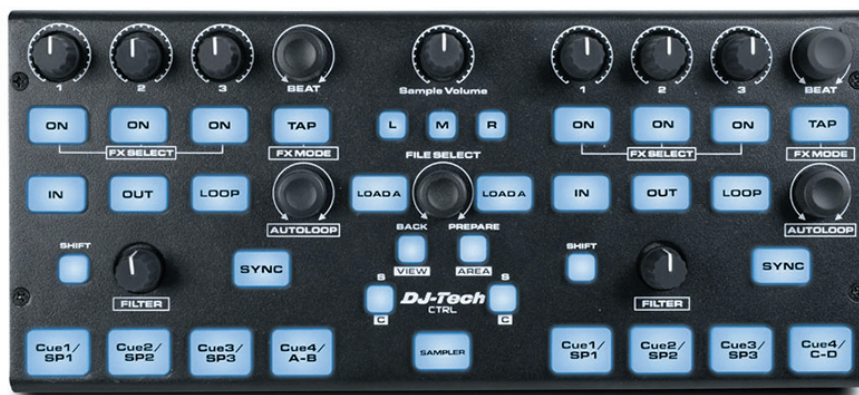 1 2 3 BEAT Sample Volume 1 2 3 BEAT
ON ON ON TAP L M R ON ON ON TAP
FX SELECT FX MODE FILE SELECT FX SELECT FX MODE
IN OUT LOOP LOAD A LOAD A IN OUT LOOP
AUTOLOOP AUTOLOOP
SHIFT BACK PREPARE SHIFT
SYNC VIEW AREA SYNC
FILTER S DJ-Tech S FILTER
CTRL
C C
Cue1/ Cue2/ Cue3/ Cue4/ SAMPLER Cue1/ Cue2/ Cue3/ Cue4/
SP1 SP2 SP3 A-B SP1 SP2 SP3 C-D